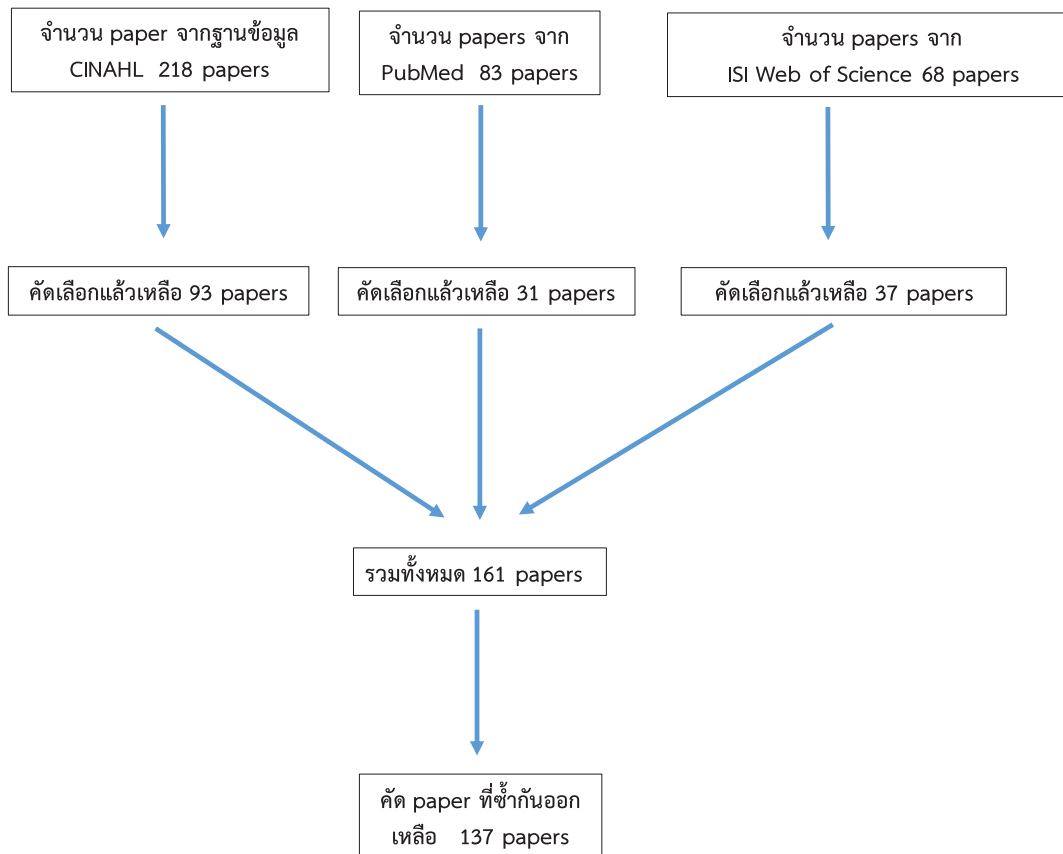 จำนวน paper จากฐานข้อมูล
CINAHL 218 papers
จำนวน papers จาก
PubMed 83 papers
จำนวน papers จาก
ISI Web of Science 68 papers
คัดเลือกแล้วเหลือ 93 papers
คัดเลือกแล้วเหลือ 31 papers
คัดเลือกแล้วเหลือ 37 papers
รวมทั้งหมด 161 papers
คัด paper ที่ซ้ำกันออก
เหลือ 137 papers